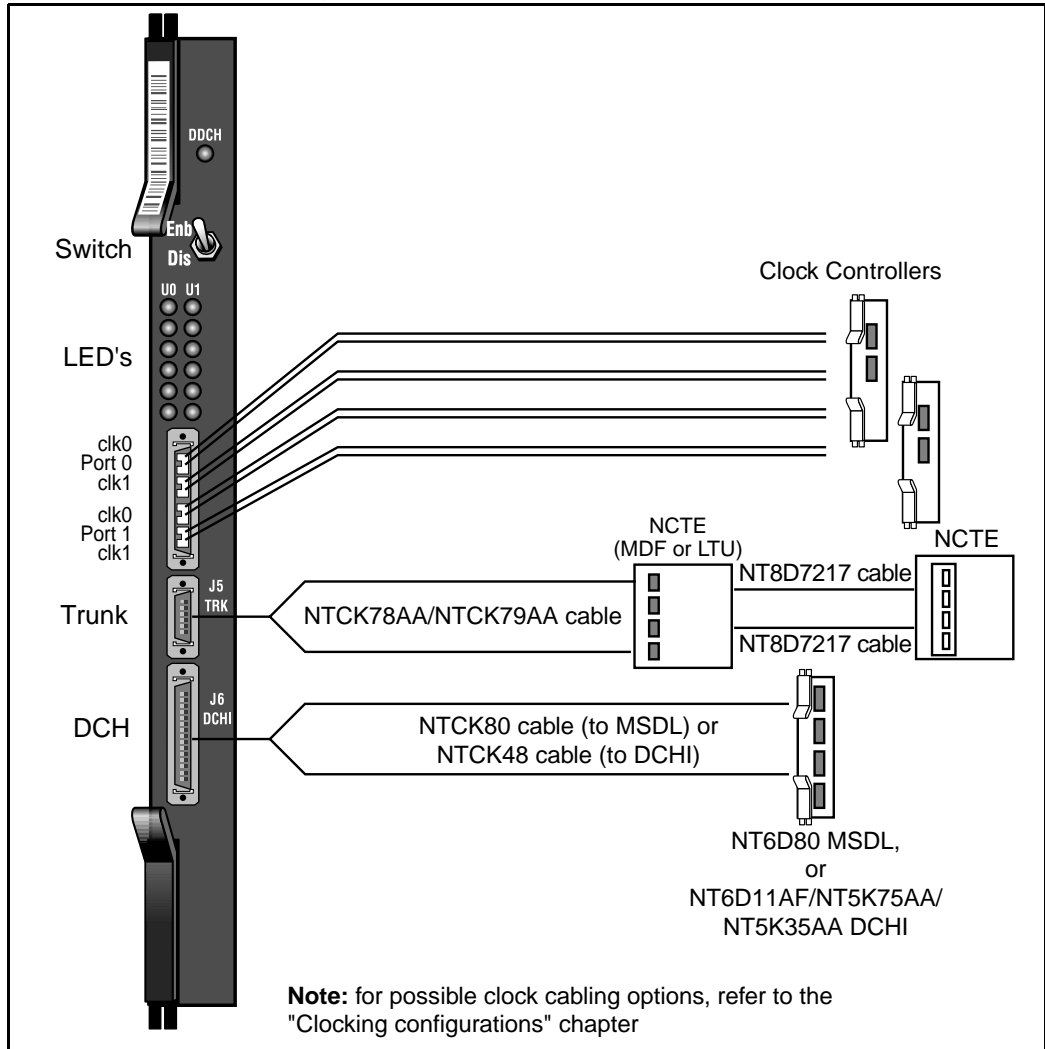 DDCH
Enb
Switch
Dis
Clock Controllers
U0 U1
LED's
clk0
Port 0
clk1
clk0
Port 1
clk1
NCTE
(MDF or LTU)
NCTE
NT8D7217 cable
J5
TRK
Trunk
NTCK78AA/NTCK79AA cable
NT8D7217 cable
J6
DCHI
DCH
NTCK80 cable (to MSDL) or
NTCK48 cable (to DCHI)
NT6D80 MSDL,
or
NT6D11AF/NT5K75AA/
NT5K35AA DCHI
Note: for possible clock cabling options, refer to the
"Clocking configurations" chapter